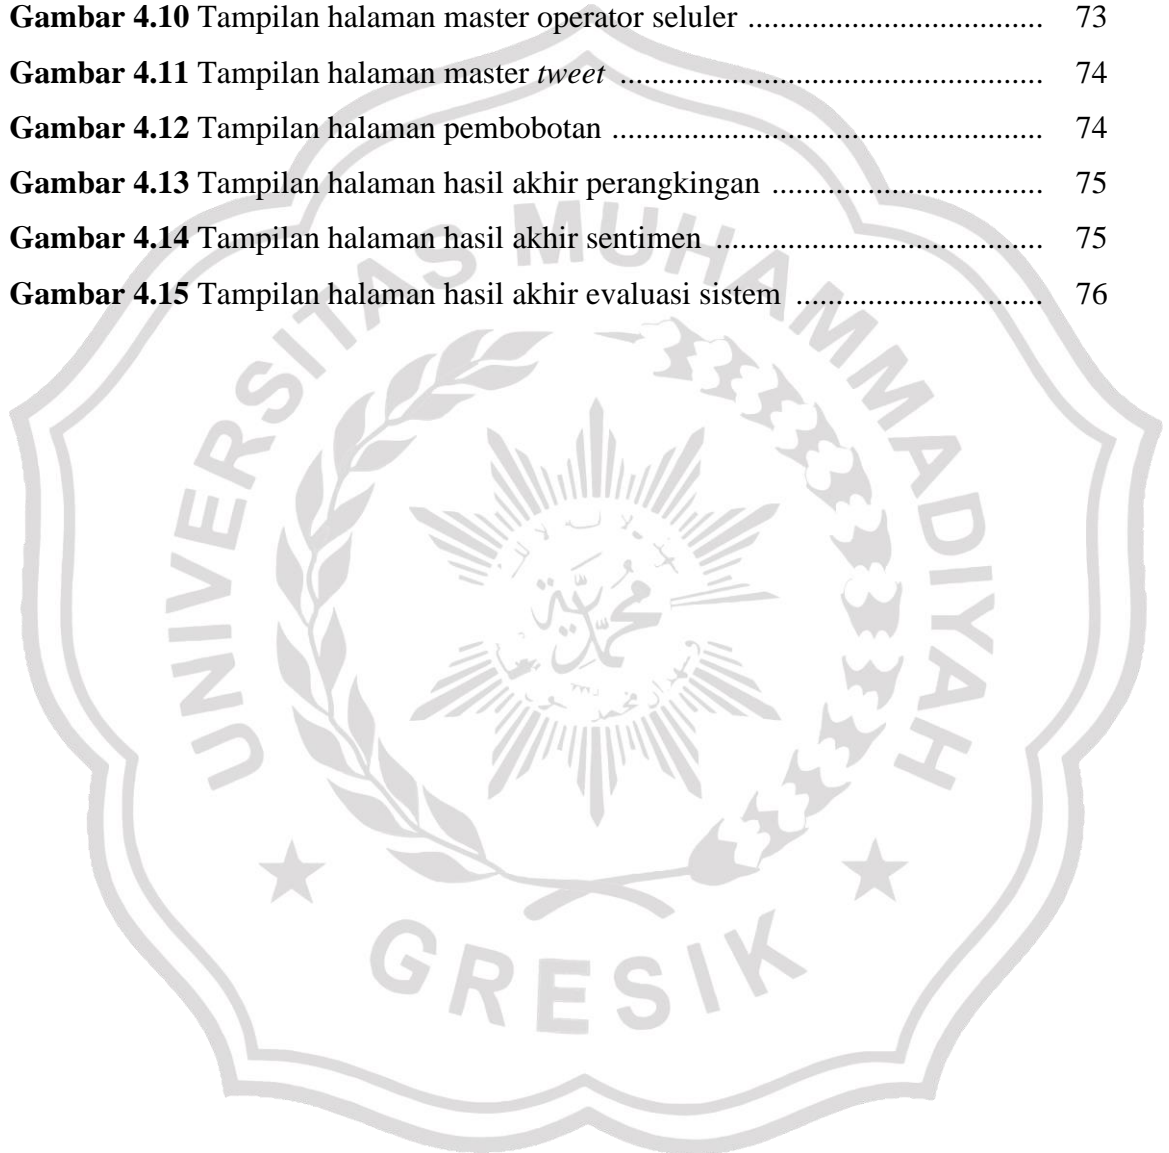 Gambar 4.10 Tampilan halaman master operator seluler .................................... 73
Gambar 4.11 Tampilan halaman master tweet .................................................... 74
Gambar 4.12 Tampilan halaman pembobotan ..................................................... 74
Gambar 4.13 Tampilan halaman hasil akhir perangkingan ................................. 75
Gambar 4.14 Tampilan halaman hasil akhir sentimen ........................................ 75
Gambar 4.15 Tampilan halaman hasil akhir evaluasi sistem .............................. 76
UNIVERSITAS MUHAMMADIYAH
محمدية
GRESIK